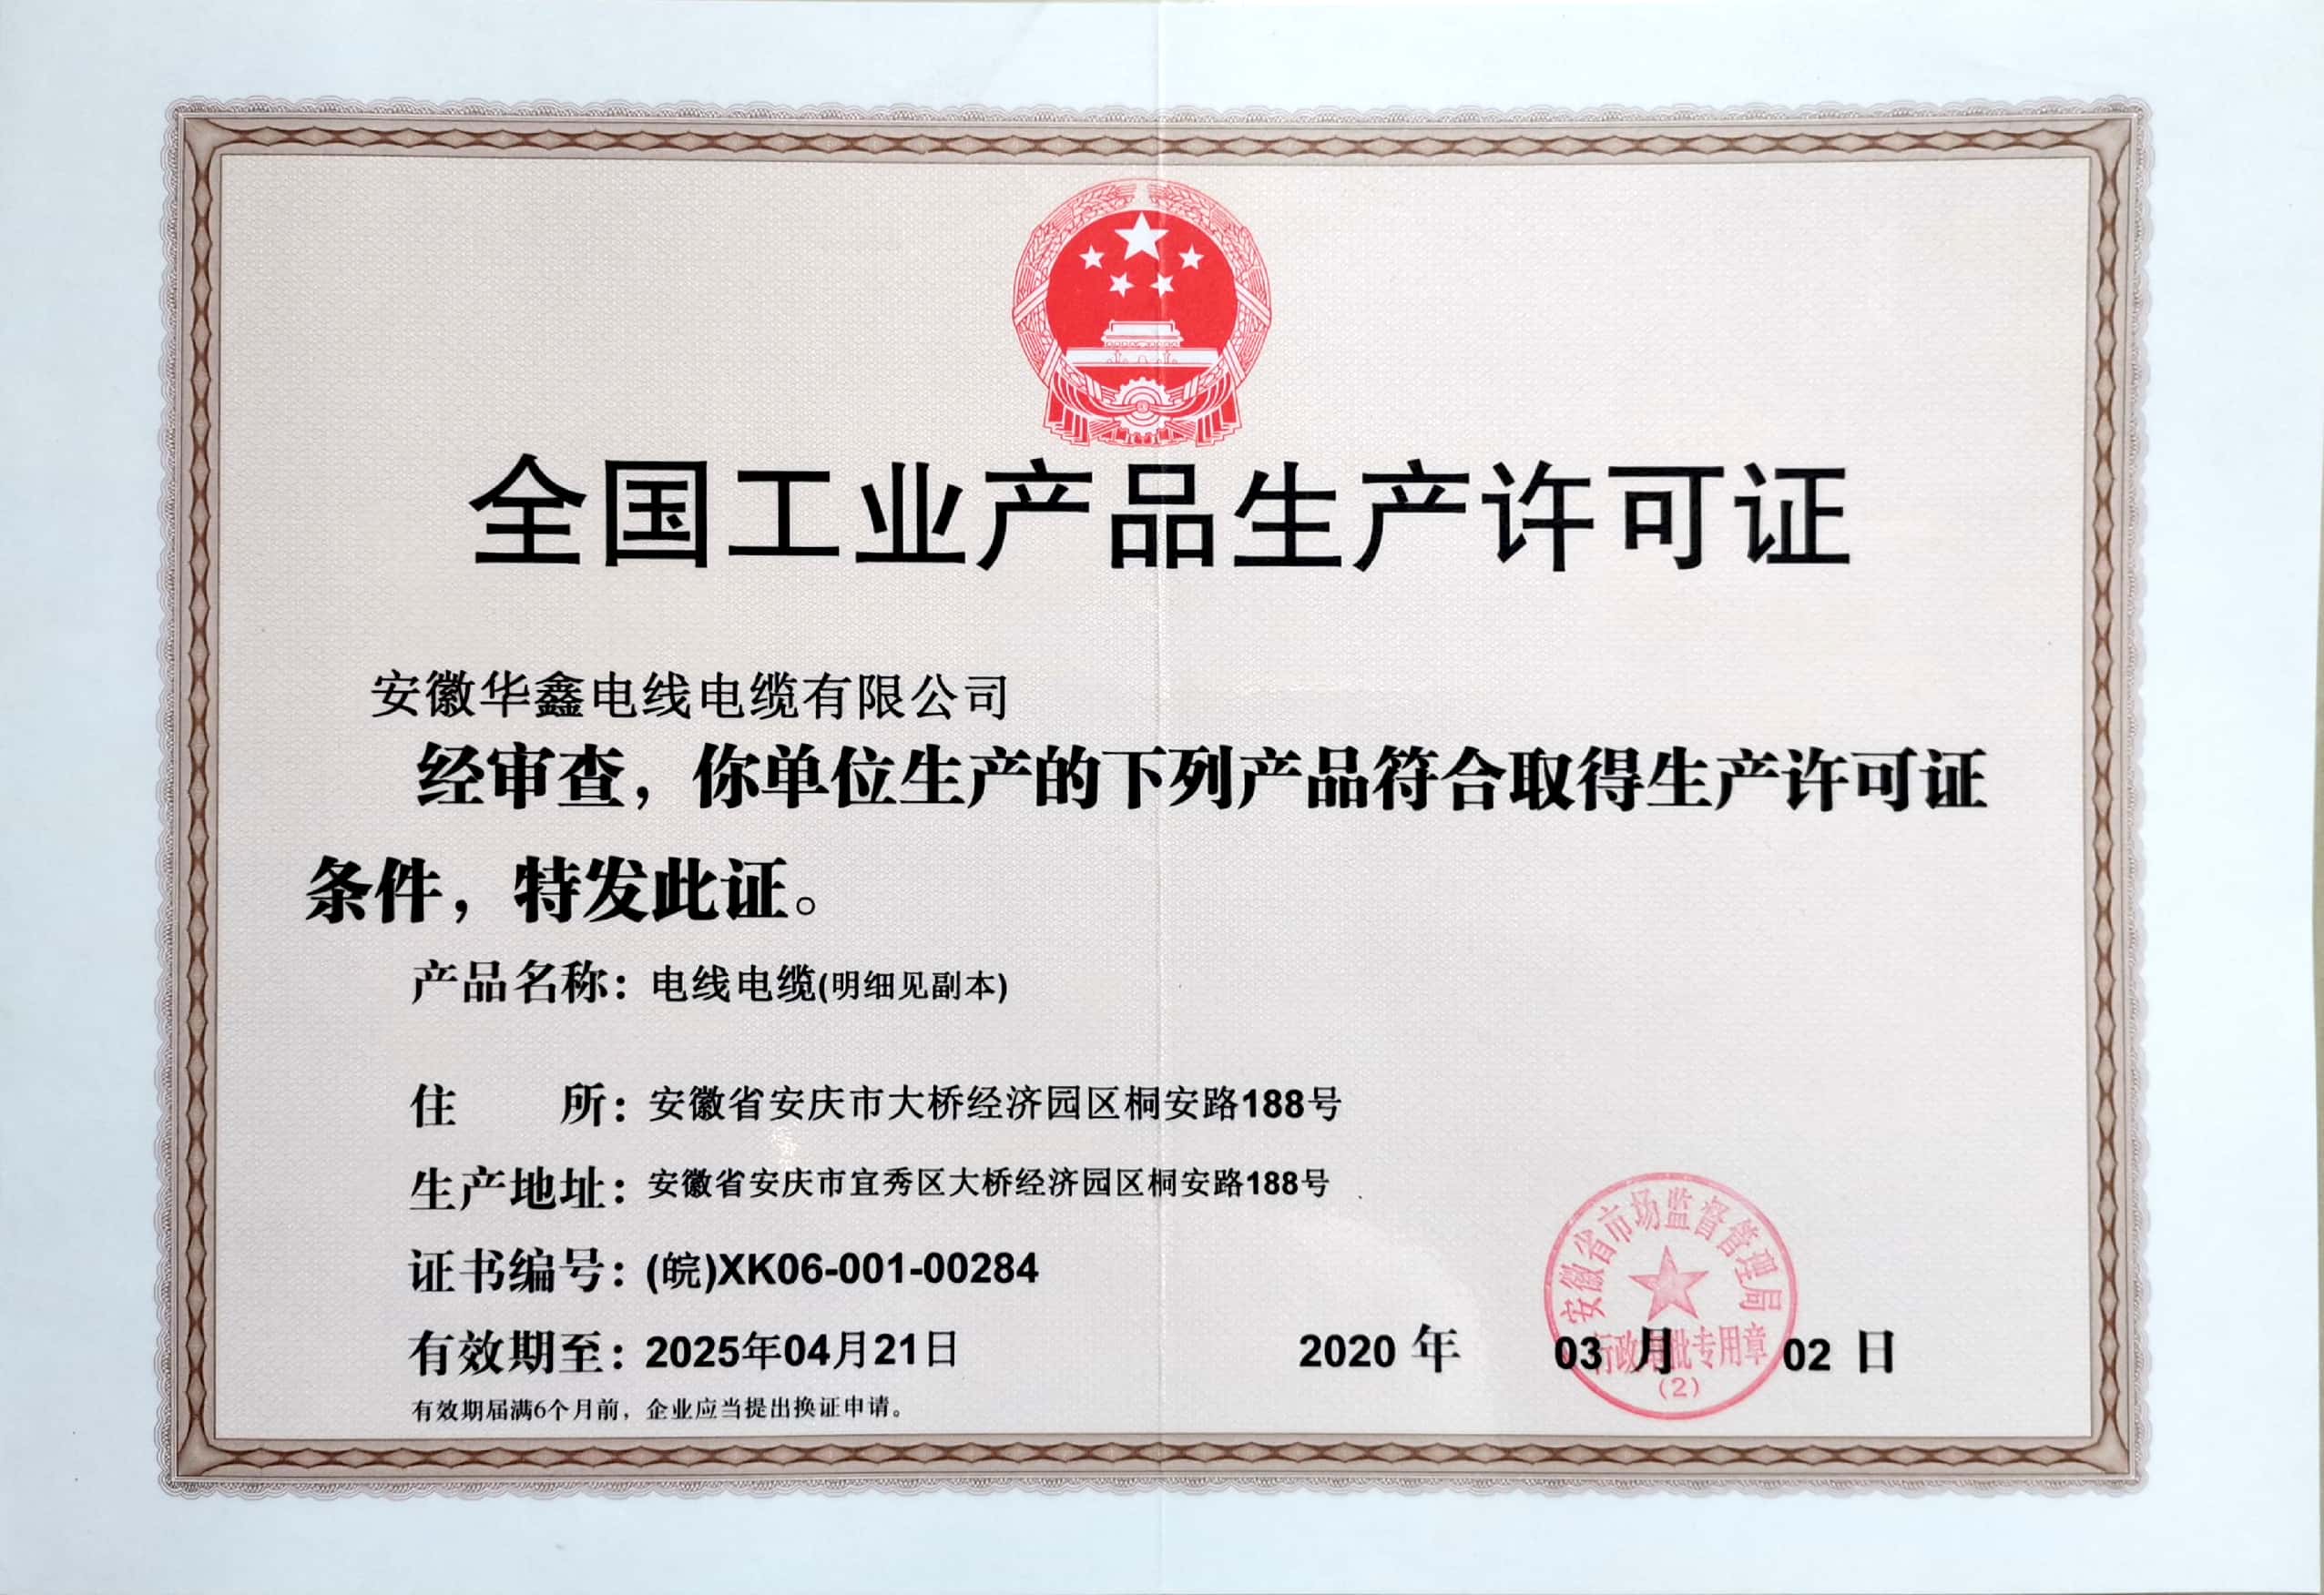 全国工业产品生产许可证
安徽华鑫电线电缆有限公司
经审查，你单位生产的下列产品符合取得生产许可证
条件，特发此证。
产品名称：电线电缆(明细见副本)
住 所：安徽省安庆市大桥经济园区桐安路188号
生产地址：安徽省安庆市宜秀区大桥经济园区桐安路188号
证书编号：(皖)XK06-001-00284
有效期至：2025年04月21日
2020 年 03 月 02 日
有效期届满6个月前，企业应当提出换证申请。
安徽省市场监督管理局
行政审批专用章
(2)